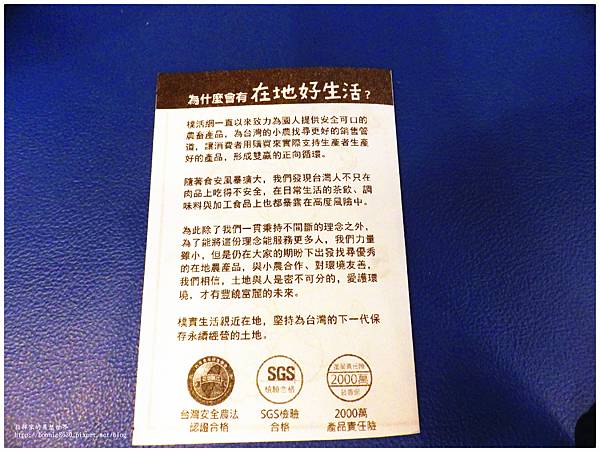 為什麼會有 在地好生活？
樸活網一直以來致力為國人提供安全可口的
農畜產品，為台灣的小農找尋更好的銷售管
道，讓消費者用購買來實際支持生產者生產
好的產品，形成雙贏的正向循環。
隨著食安風暴擴大，我們發現台灣人不只在
肉品上吃得不安全，在日常生活的茶飲、調
味料與加工食品上也都暴露在高度風險中。
為此除了我們一貫秉持不間斷的理念之外，
為了能將這份理念能服務更多人，我們力量
雖小，但是仍在大家的期盼下出發找尋優秀
的在地農產品，與小農合作、對環境友善，
我們相信，土地與人是密不可分的，愛護環
境，才有豐饒富麗的未來。
樸實生活親近在地，堅持為台灣的下一代保
存永續經營的土地。
SGS
檢驗合格
產品責任險
2000萬
台灣安全農法
認證合格
SGS檢驗
合格
2000萬
產品責任險